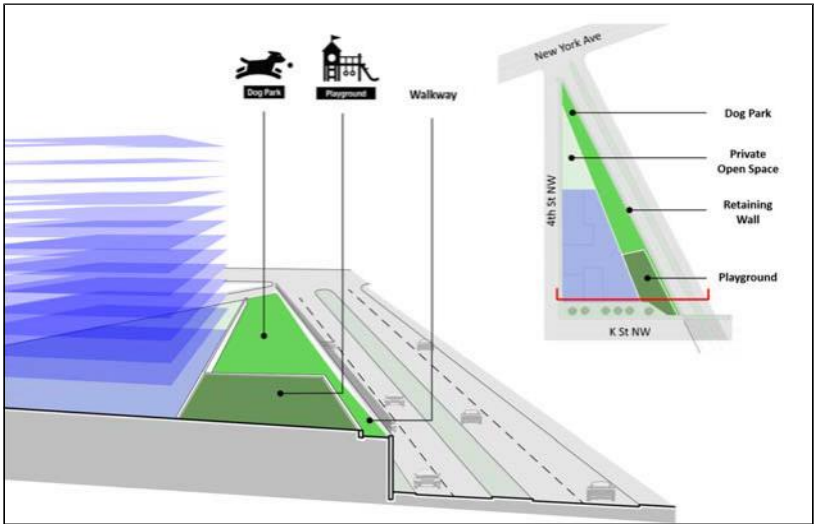 Dog Park
Playground
Walkway
New York Ave
Dog Park
Private
Open Space
4th St NW
Retaining
Wall
Playground
K St NW